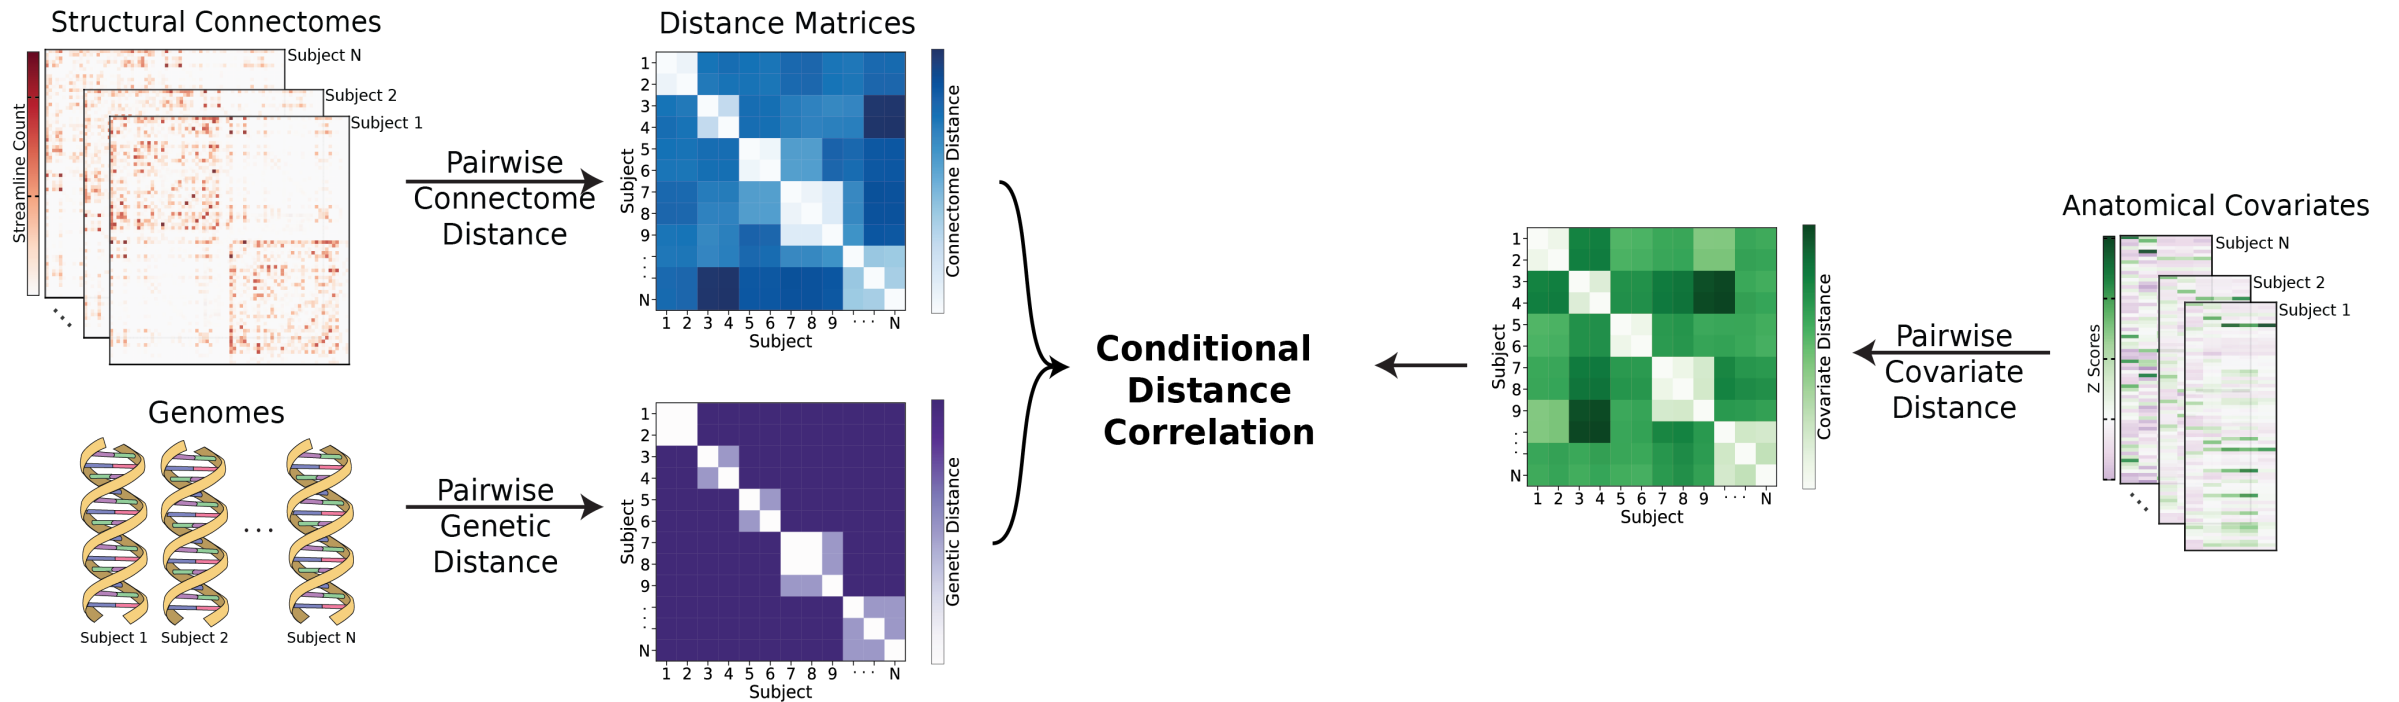 Structural Connectomes
Subject N
Subject 2
Subject 1
Streamline Count
Pairwise
Connectome
Distance
Distance Matrices
1
2
3
4
5
6
7
8
9
.
.
.
N
Subject
1 2 3 4 5 6 7 8 9 . . . N
Subject
Connectome Distance
Genomes
Subject 1 Subject 2 . . . Subject N
Pairwise
Genetic
Distance
1
2
3
4
5
6
7
8
9
.
.
.
N
Subject
1 2 3 4 5 6 7 8 9 . . . N
Subject
Genetic Distance
Conditional
Distance
Correlation
1
2
3
4
5
6
7
8
9
.
.
.
N
Subject
1 2 3 4 5 6 7 8 9 . . . N
Subject
Covariate Distance
Pairwise
Covariate
Distance
Anatomical Covariates
Subject N
Subject 2
Subject 1
Z Scores